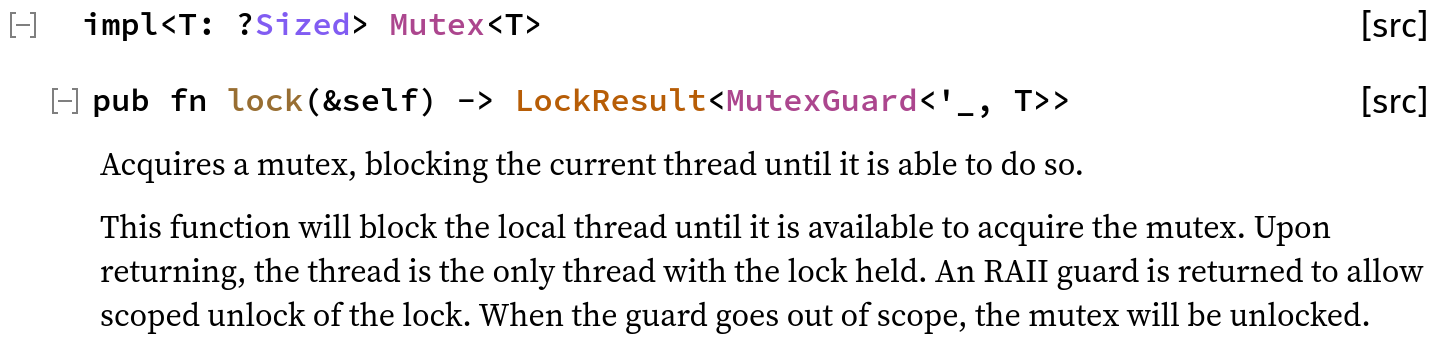 [−] impl<T: ?Sized> Mutex<T> [src]
[−] pub fn lock(&self) -> LockResult<MutexGuard<'_, T>> [src]
Acquires a mutex, blocking the current thread until it is able to do so.
This function will block the local thread until it is available to acquire the mutex. Upon
returning, the thread is the only thread with the lock held. An RAII guard is returned to allow
scoped unlock of the lock. When the guard goes out of scope, the mutex will be unlocked.